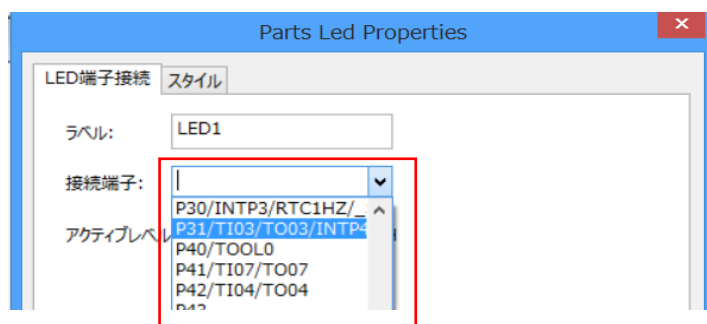 Parts Led Properties
LED端子接続 スタイル
ラベル: LED1
接続端子:
P30/INTP3/RTC1HZ/_
アクティブレベル P31/TI03/TO03/INTP4
P40/TOOL0
P41/TI07/TO07
P42/TI04/TO04
P43